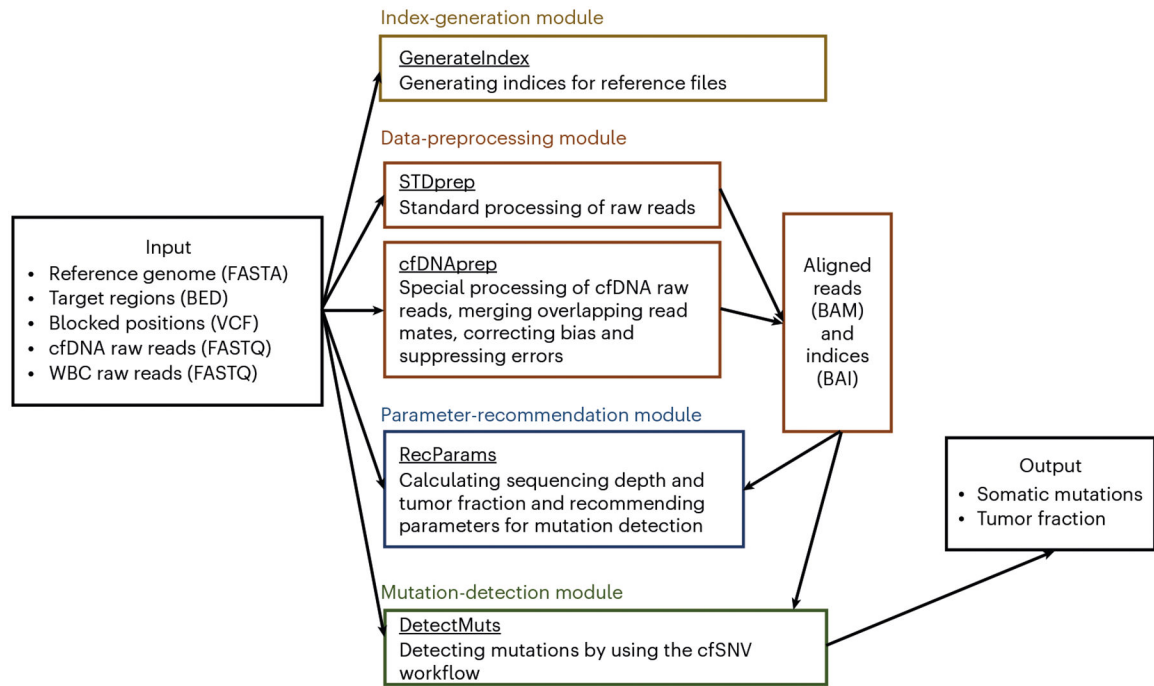 Index-generation module
GenerateIndex
Generating indices for reference files
Data-preprocessing module
STDprep
Standard processing of raw reads
Input
• Reference genome (FASTA)
• Target regions (BED)
• Blocked positions (VCF)
• cfDNA raw reads (FASTQ)
• WBC raw reads (FASTQ)
cfDNAprep
Special processing of cfDNA raw
reads, merging overlapping read
mates, correcting bias and
suppressing errors
Aligned
reads
(BAM) and
indices
(BAI)
Parameter-recommendation module
RecParams
Calculating sequencing depth and
tumor fraction and recommending
parameters for mutation detection
Output
• Somatic mutations
• Tumor fraction
Mutation-detection module
DetectMuts
Detecting mutations by using the cfSNV
workflow